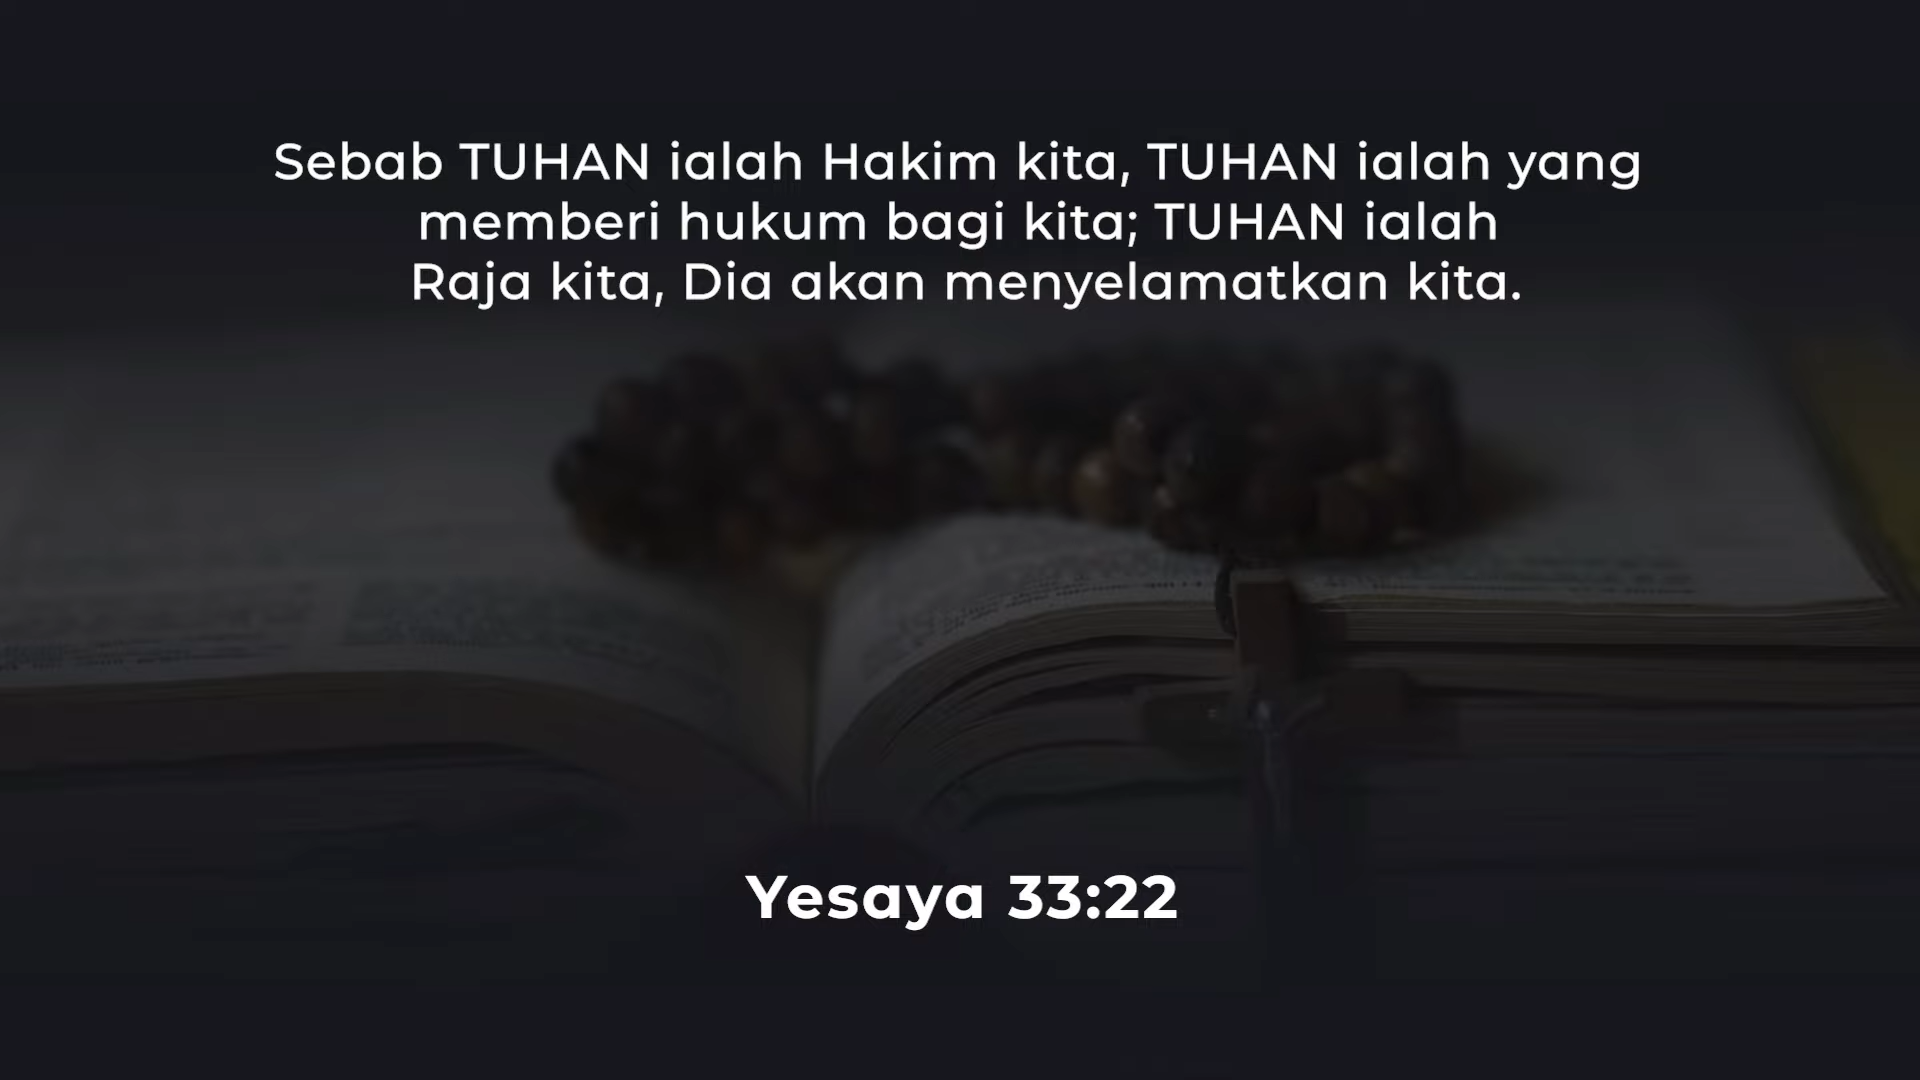 Sebab TUHAN ialah Hakim kita, TUHAN ialah yang
memberi hukum bagi kita; TUHAN ialah
Raja kita, Dia akan menyelamatkan kita.
Yesaya 33:22